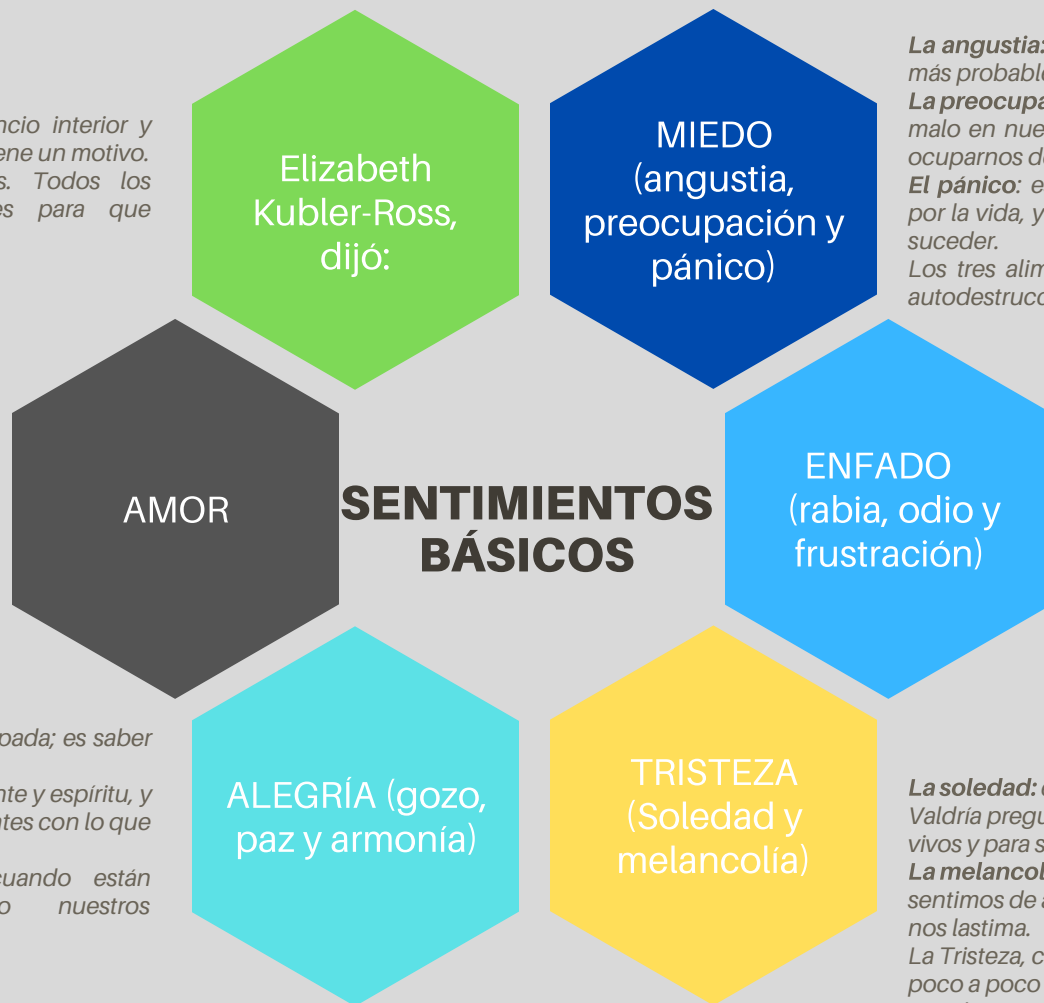 ncio interior y
ene un motivo.
s. Todos los
es para que
Elizabeth
Kubler-Ross,
dijó:
MIEDO
(angustia,
preocupación y
pánico)
La angustia:
más probable
La preocupa
malo en nue
ocuparnos d
El pánico: e
por la vida, y
suceder.
Los tres alim
autodestrucc
AMOR
SENTIMIENTOS
BÁSICOS
ENFADO
(rabia, odio y
frustración)
pada; es saber
nte y espíritu, y
ntes con lo que
cuando están
o nuestros
ALEGRÍA (gozo,
paz y armonía)
TRISTEZA
(Soledad y
melancolía)
La soledad:
Valdría pregu
vivos y para s
La melancol
sentimos de a
nos lastima.
La Tristeza, c
poco a poco